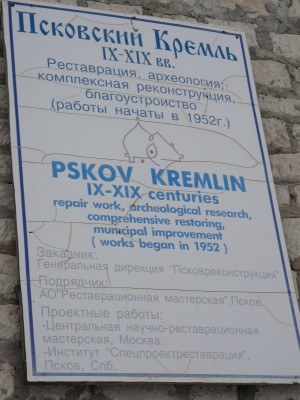 Псковский Кремль
IX-XIX вв.
Реставрация, археология,
комплексная реконструкция,
благоустройство
(работы начаты в 1952г.)
PSKOV KREMLIN
IX-XIX centuries
repair work, archeological research,
comprehensive restoring,
municipal improvement
( works began in 1952 )
Заказчик:
Генеральная дирекция "Псковреконструкция"
Подрядчик:
АО"Реставрационная мастерская",Псков.
Проектные работы:
-Центральная научно-реставрационная
мастерская, Москва.
-Институт "Спецпроектреставрация",
Псков, Спб.